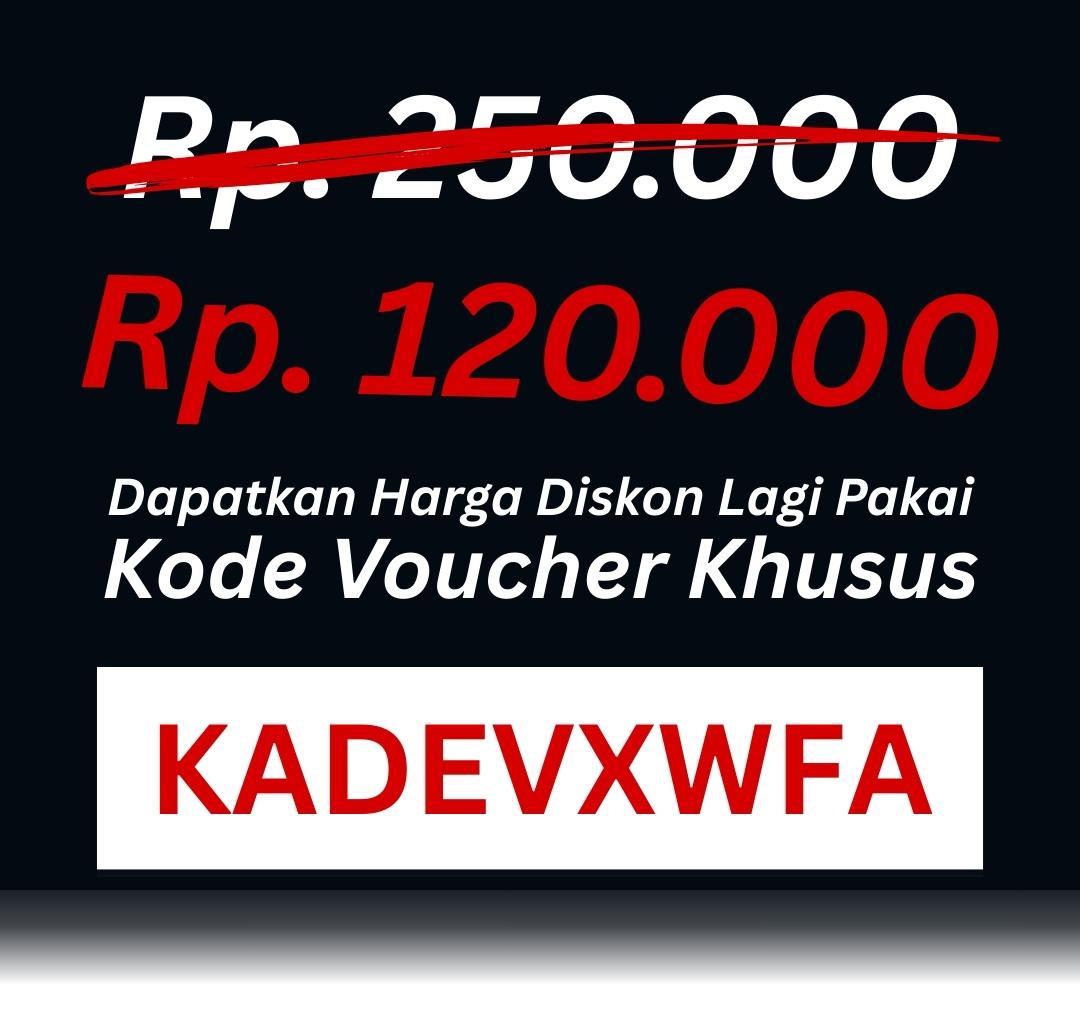 Rp. 250.000
Rp. 120.000
Dapatkan Harga Diskon Lagi Pakai
Kode Voucher Khusus
KADEVXWFA